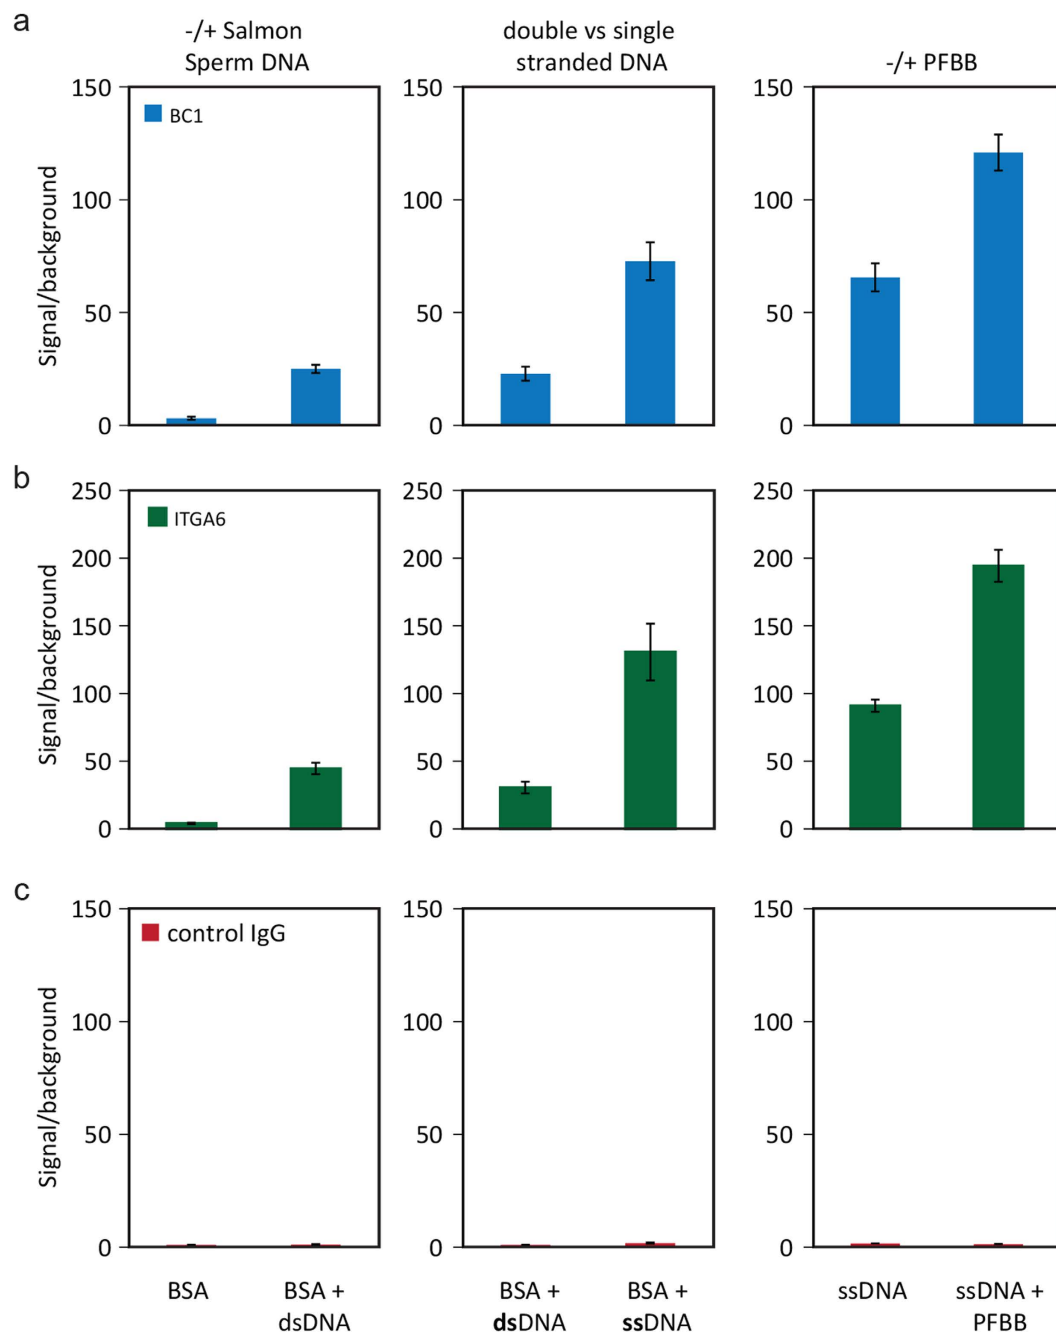 a
-/+ Salmon
Sperm DNA
double vs single
stranded DNA
-/+ PFBB
Signal/background
150
100
50
0
BC1
150
100
50
0
150
100
50
0
b
Signal/background
250
200
150
100
50
0
ITGA6
250
200
150
100
50
0
250
200
150
100
50
0
c
Signal/background
150
100
50
0
control IgG
150
100
50
0
150
100
50
0
BSA
BSA +
dsDNA
BSA +
dsDNA
BSA +
ssDNA
ssDNA
ssDNA +
PFBB